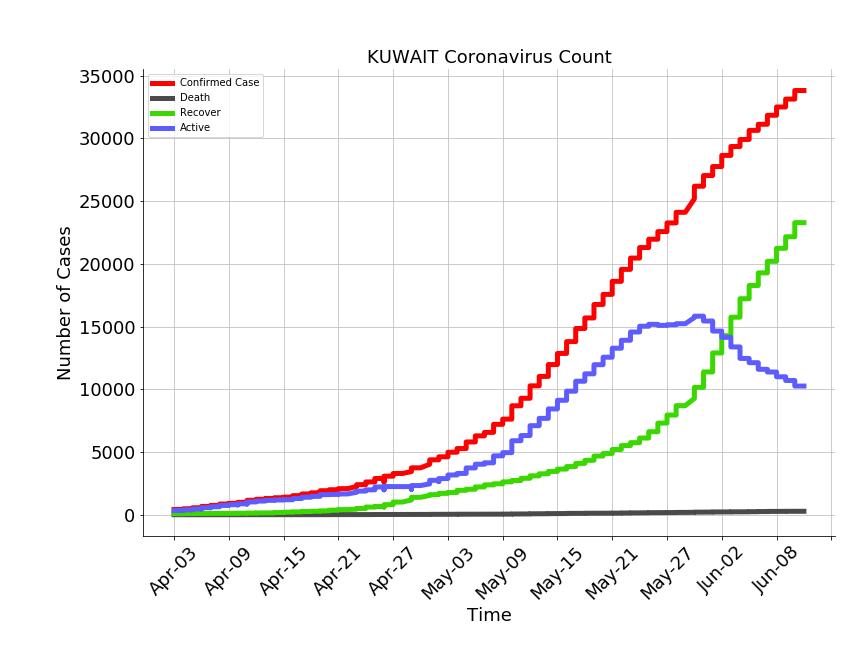 KUWAIT Coronavirus Count
Confirmed Case
Death
Recover
Active
Number of Cases
35000
30000
25000
20000
15000
10000
5000
0
Apr-03
Apr-09
Apr-15
Apr-21
Apr-27
May-03
May-09
May-15
May-21
May-27
Jun-02
Jun-08
Time